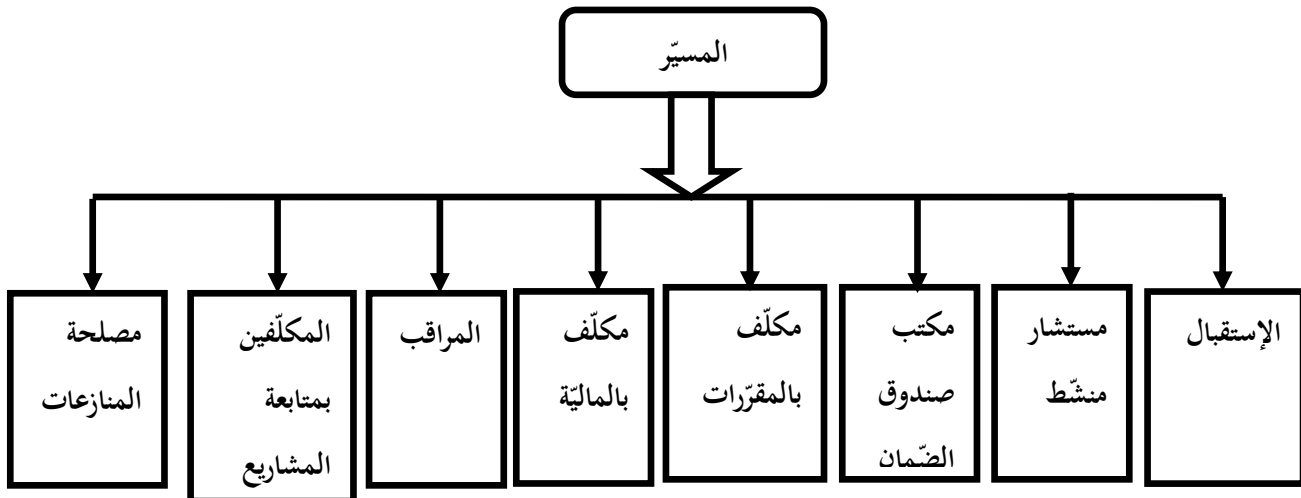 المسيّر
الإستقبال
مستشار
منشّط
مكتب
صندوق
الضّمان
مكلّف
بالمقرّرات
مكلّف
بالماليّة
المراقب
المكلّفين
بمتابعة
المشاريع
مصلحة
المنازعات